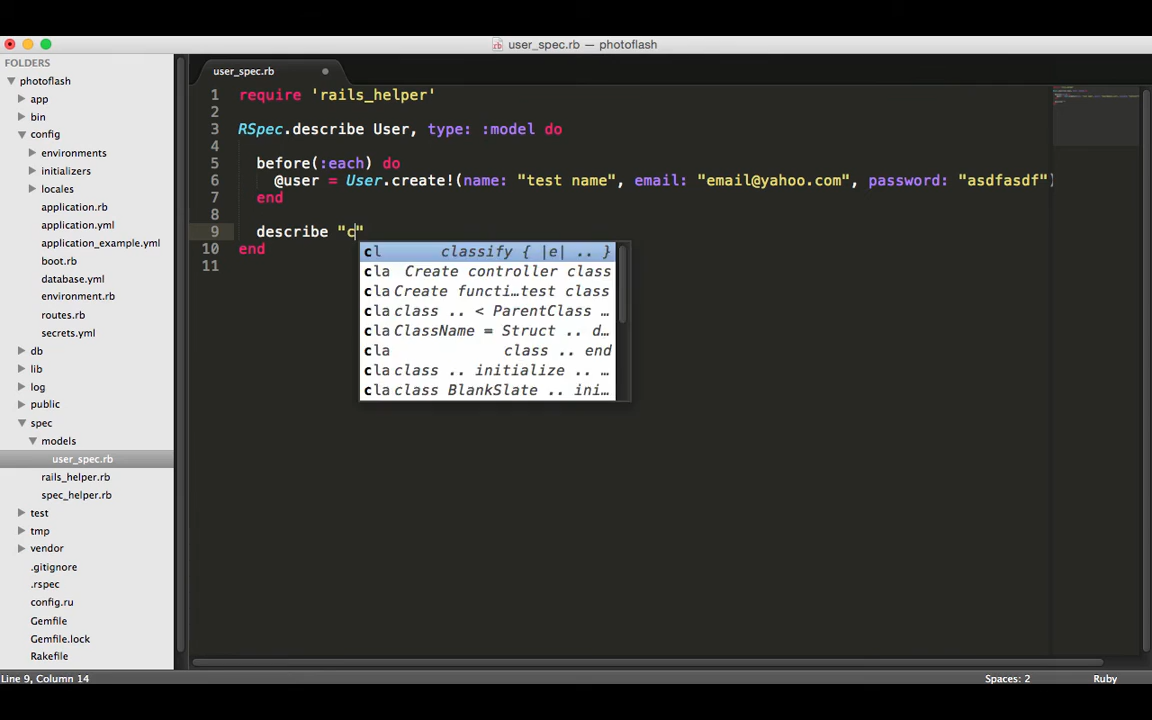 user_spec.rb — photoflash
FOLDERS
photoflash
app
bin
config
environments
initializers
locales
application.rb
application.yml
application_example.yml
boot.rb
database.yml
environment.rb
routes.rb
secrets.yml
db
lib
log
public
spec
models
user_spec.rb
rails_helper.rb
spec_helper.rb
test
tmp
vendor
.gitignore
.rspec
config.ru
Gemfile
Gemfile.lock
Rakefile
user_spec.rb
1 require 'rails_helper'
2
3 RSpec.describe User, type: :model do
4
5 before(:each) do
6 @user = User.create!(name: "test name", email: "email@yahoo.com", password: "asdfasdf")
7 end
8
9 describe "c"
10 end
11
cl classify { |e| .. }
cla Create controller class
cla Create functi…test class
cla class .. < ParentClass …
cla ClassName = Struct .. d…
cla class .. end
cla class .. initialize .. …
cla class BlankSlate .. ini…
Line 9, Column 14
Spaces: 2
Ruby